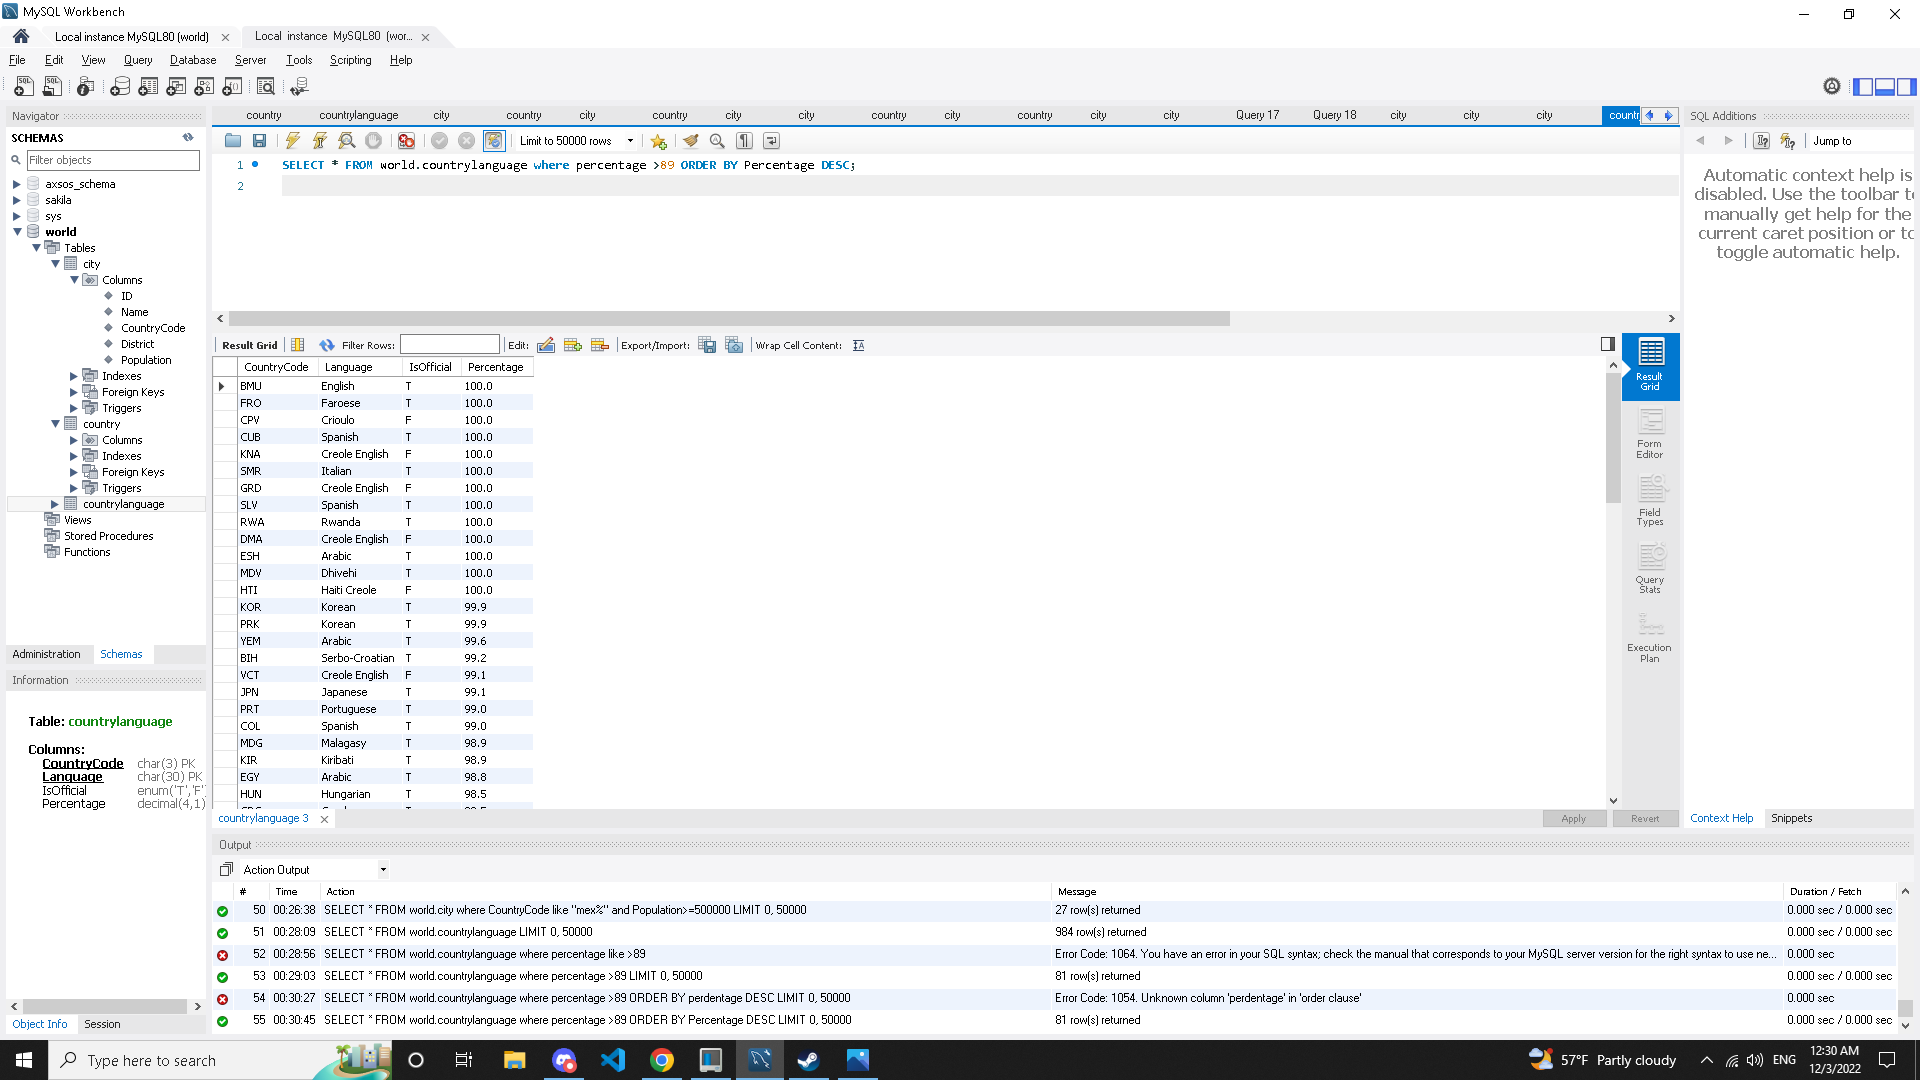 MySQL Workbench
Local instance MySQL80 (world)
Local instance MySQL80 (wor...
File Edit View Query Database Server Tools Scripting Help
Navigator
SCHEMAS
Filter objects
axsos_schema
sakila
sys
world
Tables
city
Columns
ID
Name
CountryCode
District
Population
Indexes
Foreign Keys
Triggers
country
Columns
Indexes
Foreign Keys
Triggers
countrylanguage
Views
Stored Procedures
Functions
Administration Schemas
Information
Table: countrylanguage
Columns:
CountryCode char(3) PK
Language char(30) PK
IsOfficial enum('T','F'
Percentage decimal(4,1)
Object Info Session
country countrylanguage city country city country city city country city country city city Query 17 Query 18 city city city countr
Limit to 50000 rows
1 SELECT * FROM world.countrylanguage where percentage >89 ORDER BY Percentage DESC;
2
Result Grid Filter Rows: Edit: Export/Import: Wrap Cell Content:
CountryCode Language IsOfficial Percentage
BMU English T 100.0
FRO Faroese T 100.0
CPV Crioulo F 100.0
CUB Spanish T 100.0
KNA Creole English F 100.0
SMR Italian T 100.0
GRD Creole English F 100.0
SLV Spanish T 100.0
RWA Rwanda T 100.0
DMA Creole English F 100.0
ESH Arabic T 100.0
MDV Dhivehi T 100.0
HTI Haiti Creole F 100.0
KOR Korean T 99.9
PRK Korean T 99.9
YEM Arabic T 99.6
BIH Serbo-Croatian T 99.2
VCT Creole English F 99.1
JPN Japanese T 99.1
PRT Portuguese T 99.0
COL Spanish T 99.0
MDG Malagasy T 98.9
KIR Kiribati T 98.9
EGY Arabic T 98.8
HUN Hungarian T 98.5
countrylanguage 3
Apply Revert
Result Grid
Form Editor
Field Types
Query Stats
Execution Plan
SQL Additions
Jump to
Automatic context help is
disabled. Use the toolbar t
manually get help for the
current caret position or to
toggle automatic help.
Context Help Snippets
Output
Action Output
# Time Action Message Duration / Fetch
50 00:26:38 SELECT * FROM world.city where CountryCode like "mex%" and Population>=500000 LIMIT 0, 50000 27 row(s) returned 0.000 sec / 0.000 sec
51 00:28:09 SELECT * FROM world.countrylanguage LIMIT 0, 50000 984 row(s) returned 0.000 sec / 0.000 sec
52 00:28:56 SELECT * FROM world.countrylanguage where percentage like >89 Error Code: 1064. You have an error in your SQL syntax; check the manual that corresponds to your MySQL server version for the right syntax to use ne... 0.000 sec
53 00:29:03 SELECT * FROM world.countrylanguage where percentage >89 LIMIT 0, 50000 81 row(s) returned 0.000 sec / 0.000 sec
54 00:30:27 SELECT * FROM world.countrylanguage where percentage >89 ORDER BY perdentage DESC LIMIT 0, 50000 Error Code: 1054. Unknown column 'perdentage' in 'order clause' 0.000 sec
55 00:30:45 SELECT * FROM world.countrylanguage where percentage >89 ORDER BY Percentage DESC LIMIT 0, 50000 81 row(s) returned 0.000 sec / 0.000 sec
Type here to search
57°F Partly cloudy
ENG
12:30 AM
12/3/2022